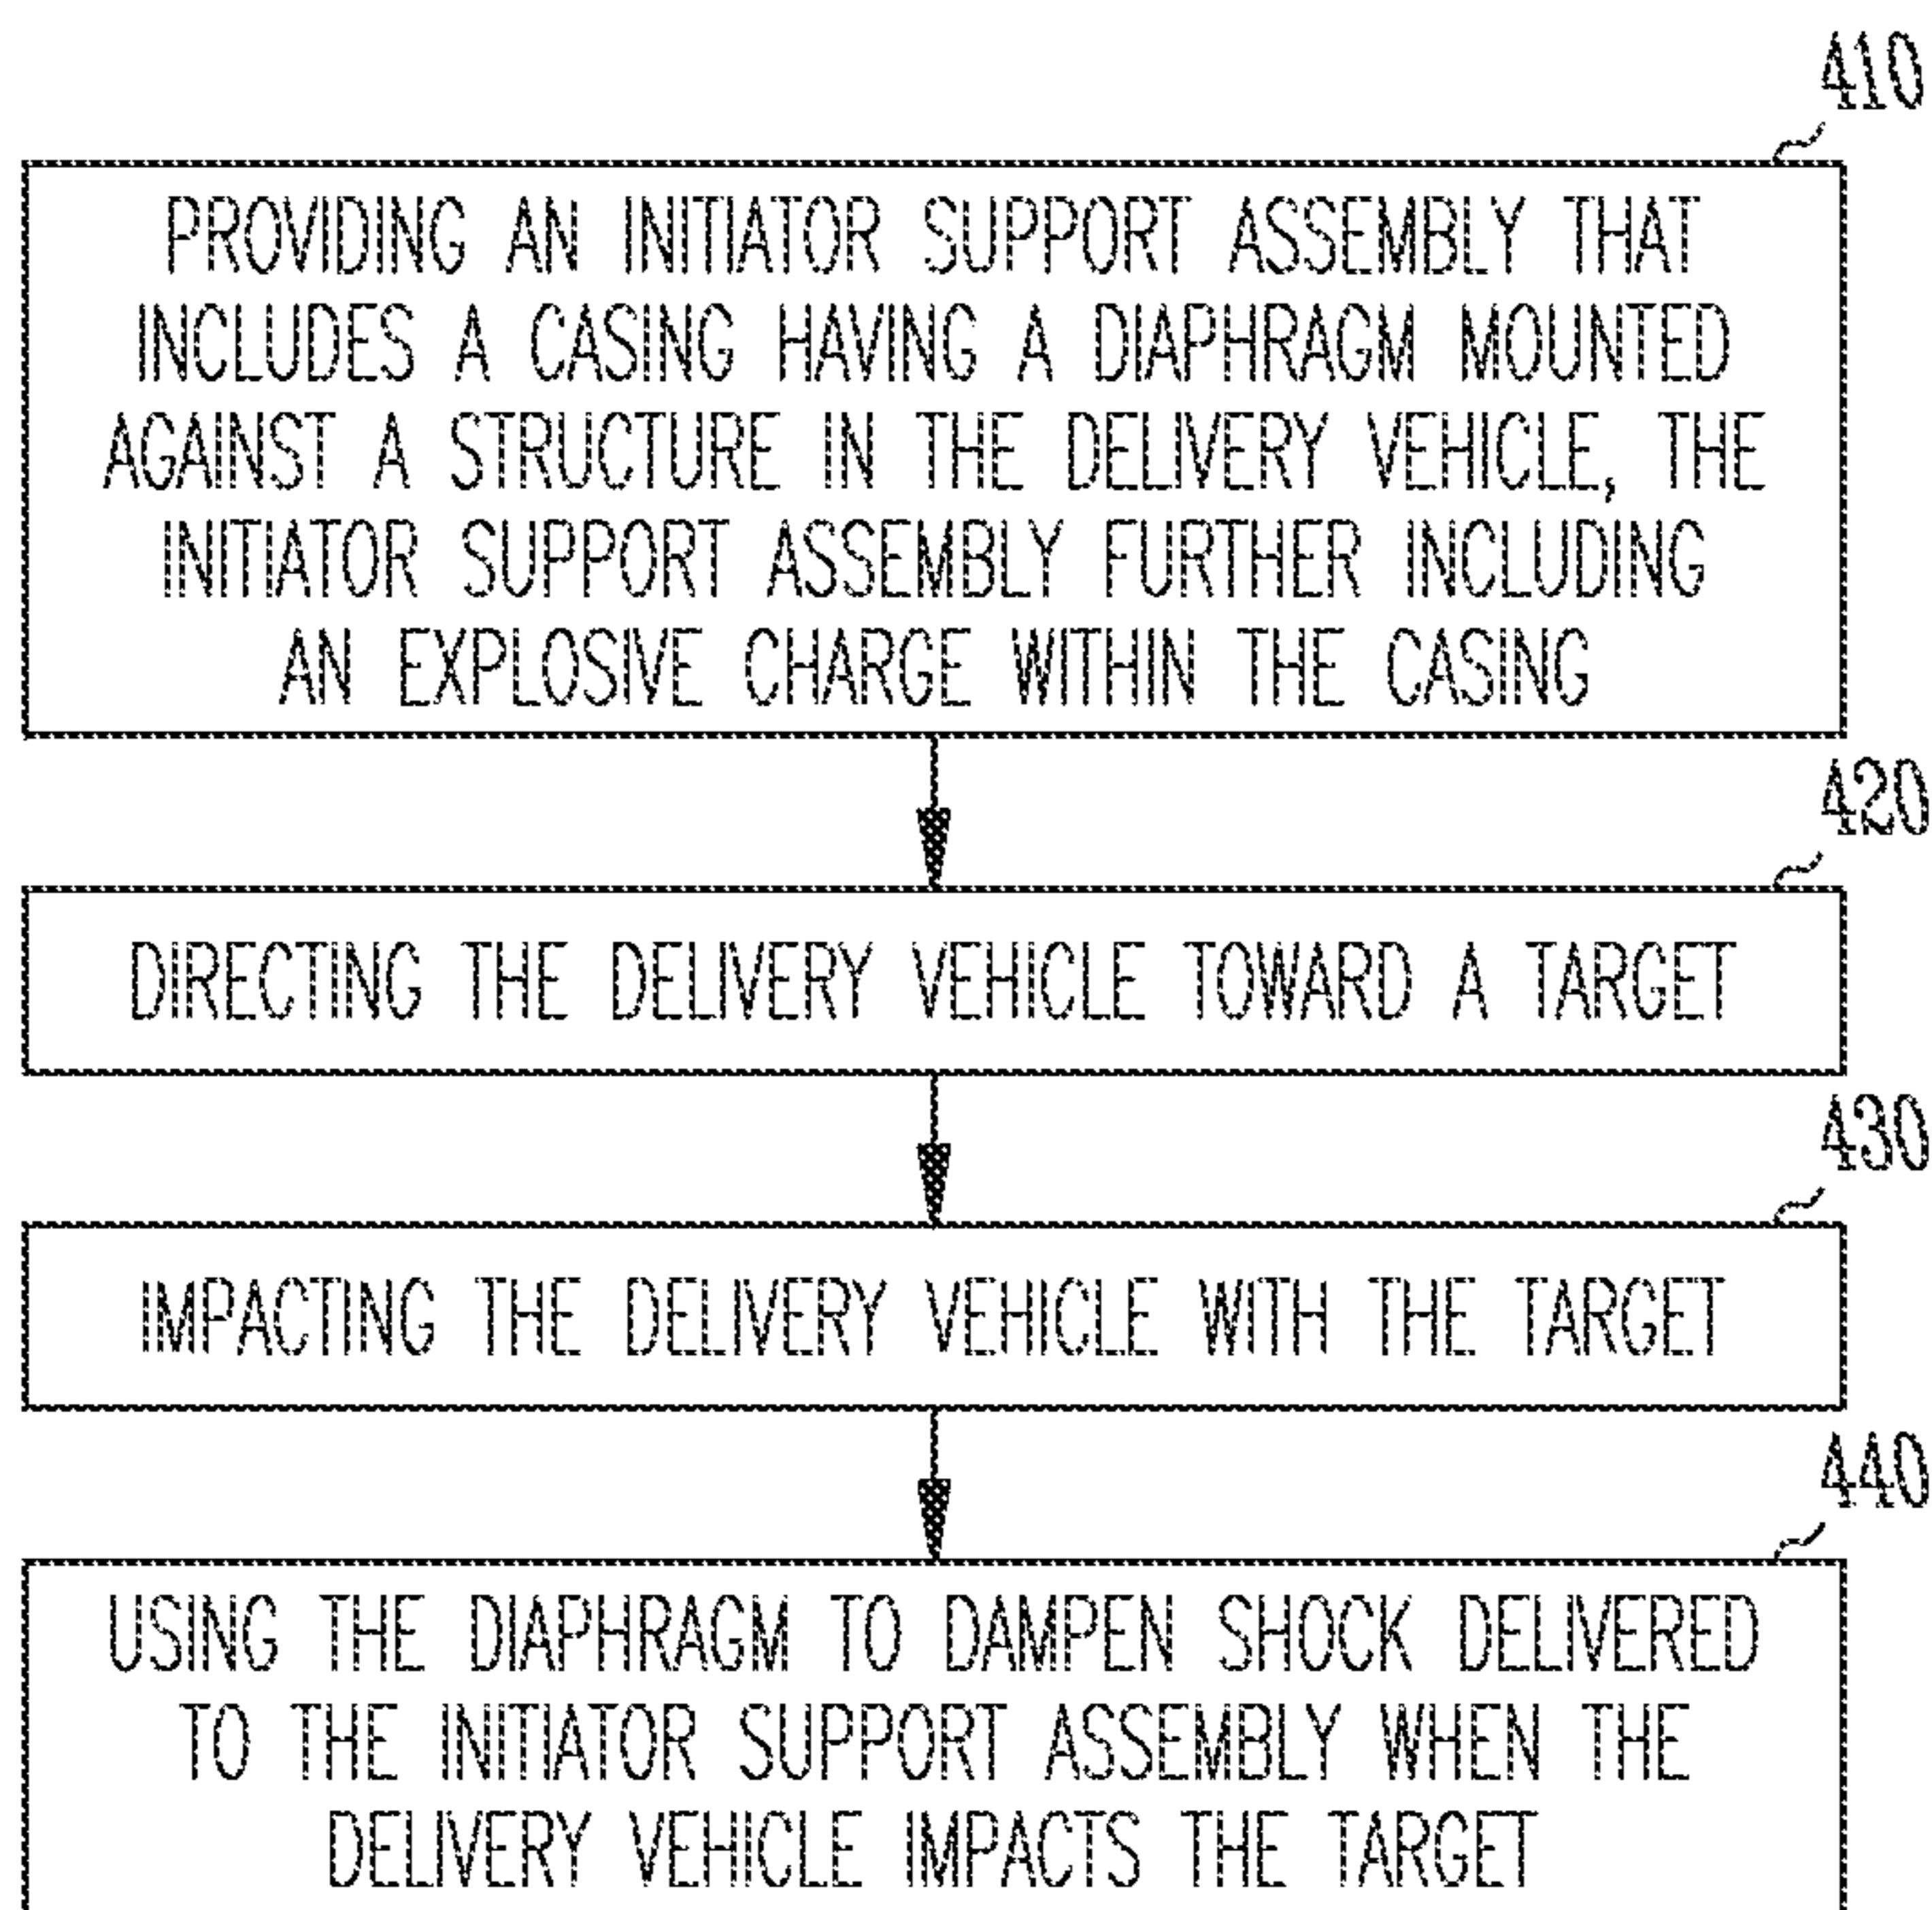 410
PROVIDING AN INITIATOR SUPPORT ASSEMBLY THAT
INCLUDES A CASING HAVING A DIAPHRAGM MOUNTED
AGAINST A STRUCTURE IN THE DELIVERY VEHICLE, THE
INITIATOR SUPPORT ASSEMBLY FURTHER INCLUDING
AN EXPLOSIVE CHARGE WITHIN THE CASING
420
DIRECTING THE DELIVERY VEHICLE TOWARD A TARGET
430
IMPACTING THE DELIVERY VEHICLE WITH THE TARGET
440
USING THE DIAPHRAGM TO DAMPEN SHOCK DELIVERED
TO THE INITIATOR SUPPORT ASSEMBLY WHEN THE
DELIVERY VEHICLE IMPACTS THE TARGET